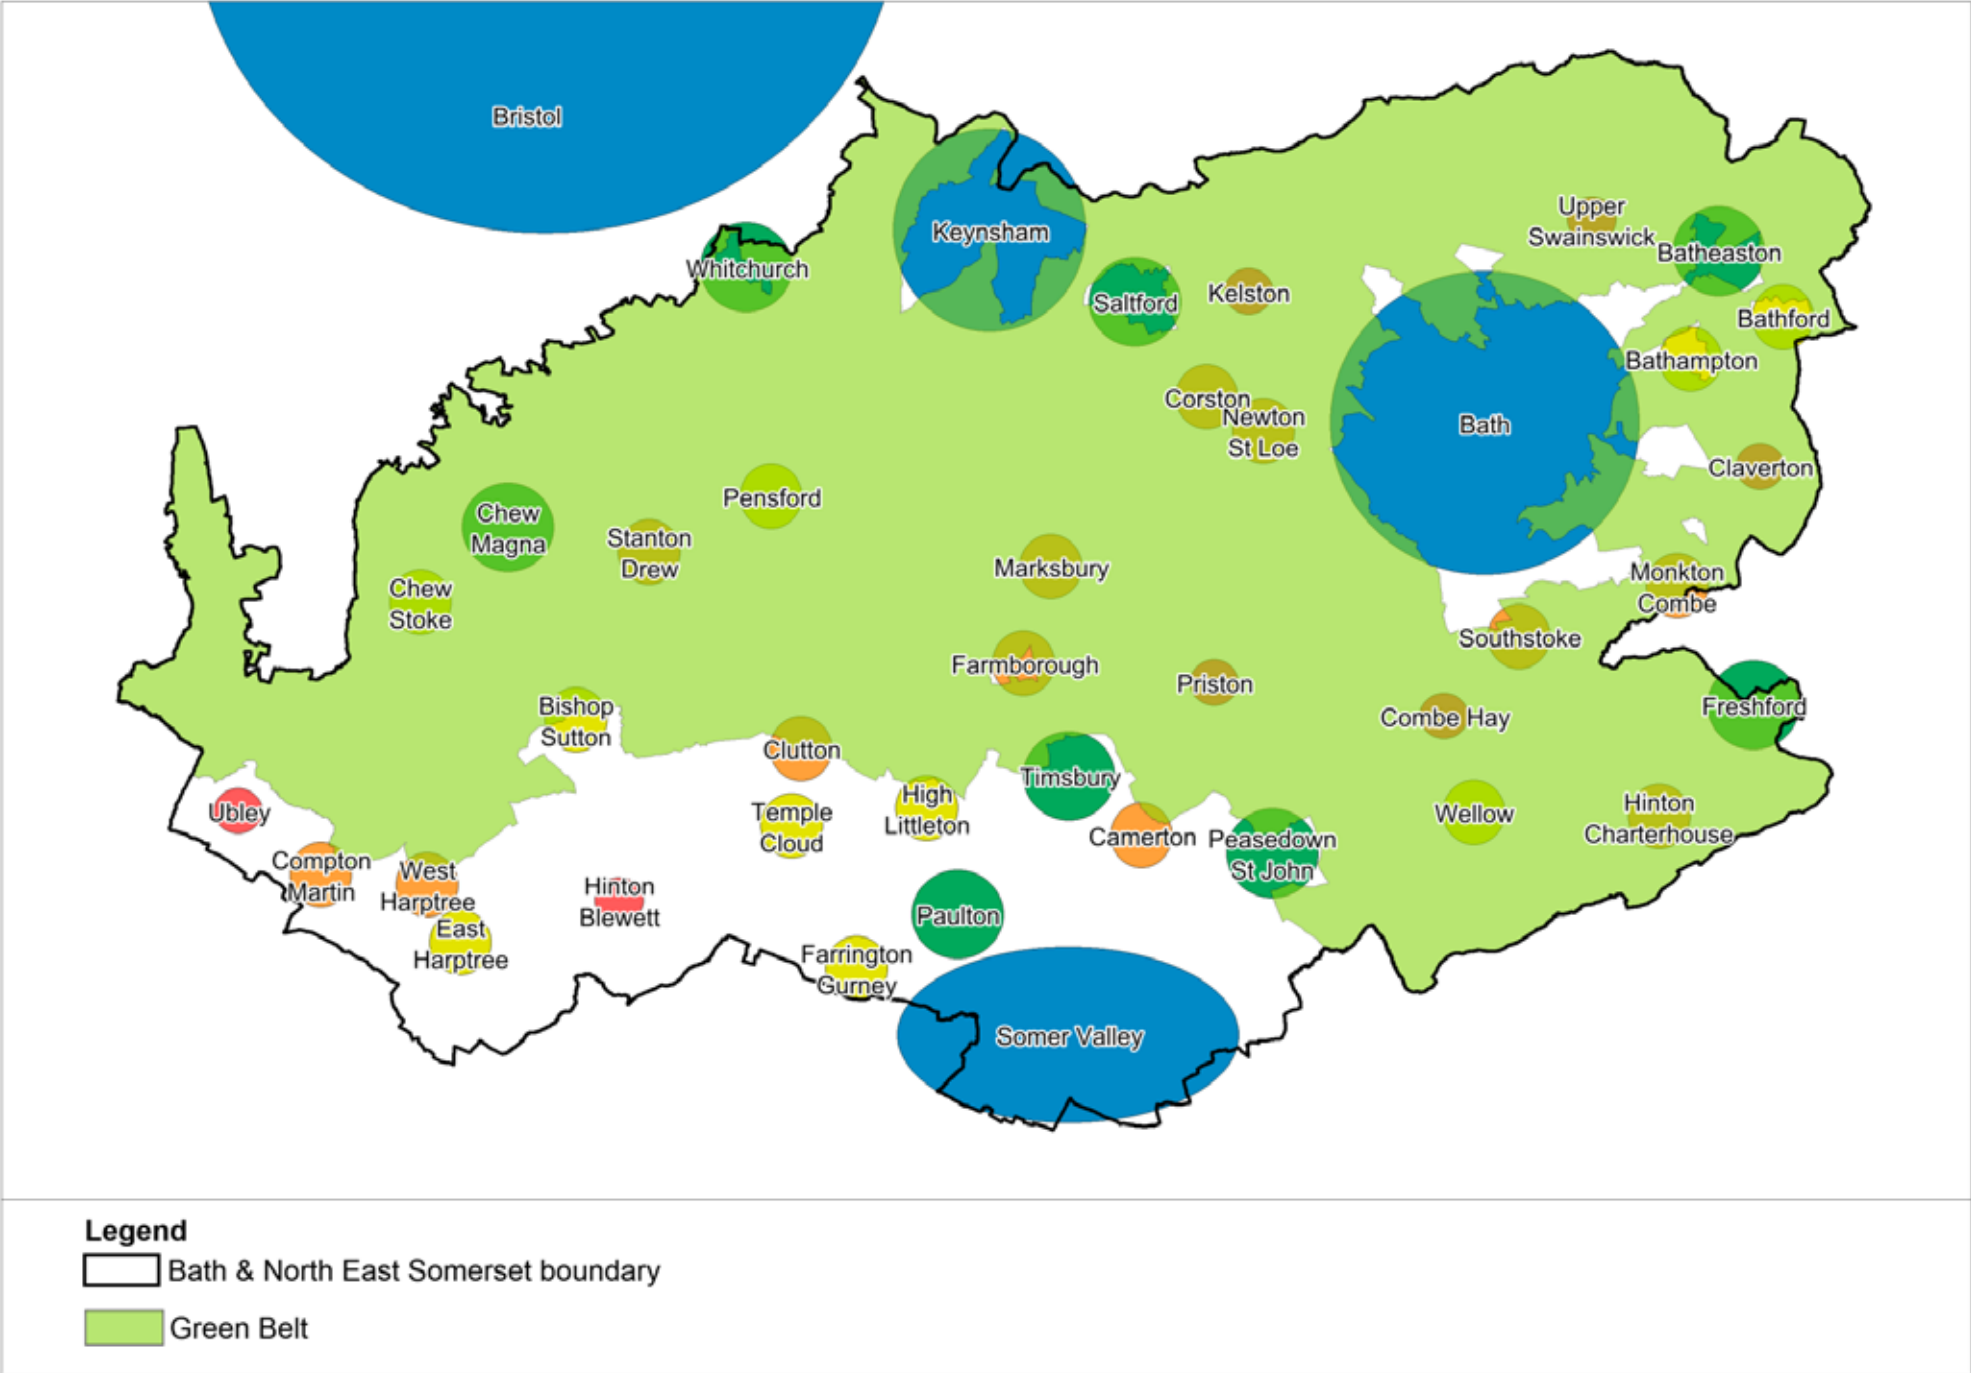 Bristol
Upper
Swainswick
Keynsham
Batheaston
Whitchurch
Kelston
Saltford
Bathford
Bathampton
Corston
Newton
St Loe
Bath
Claverton
Pensford
Chew
Magna
Stanton
Drew
Marksbury
Monkton
Combe
Chew
Stoke
Southstoke
Farmborough
Priston
Bishop
Sutton
Combe Hay
Freshford
Clutton
Timsbury
Ubley
Temple
Cloud
High
Littleton
Camerton
Peasedown
St John
Wellow
Hinton
Charterhouse
Compton
Martin
West
Harptree
Hinton
Blewett
Paulton
East
Harptree
Farrington
Gurney
Somer Valley
Legend
Bath & North East Somerset boundary
Green Belt